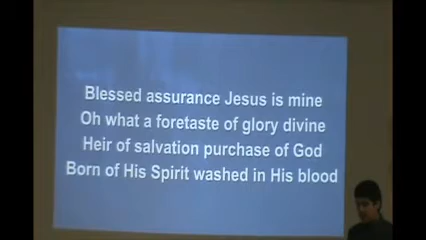 Blessed assurance Jesus is mine
Oh what a foretaste of glory divine
Heir of salvation purchase of God
Born of His Spirit washed in His blood